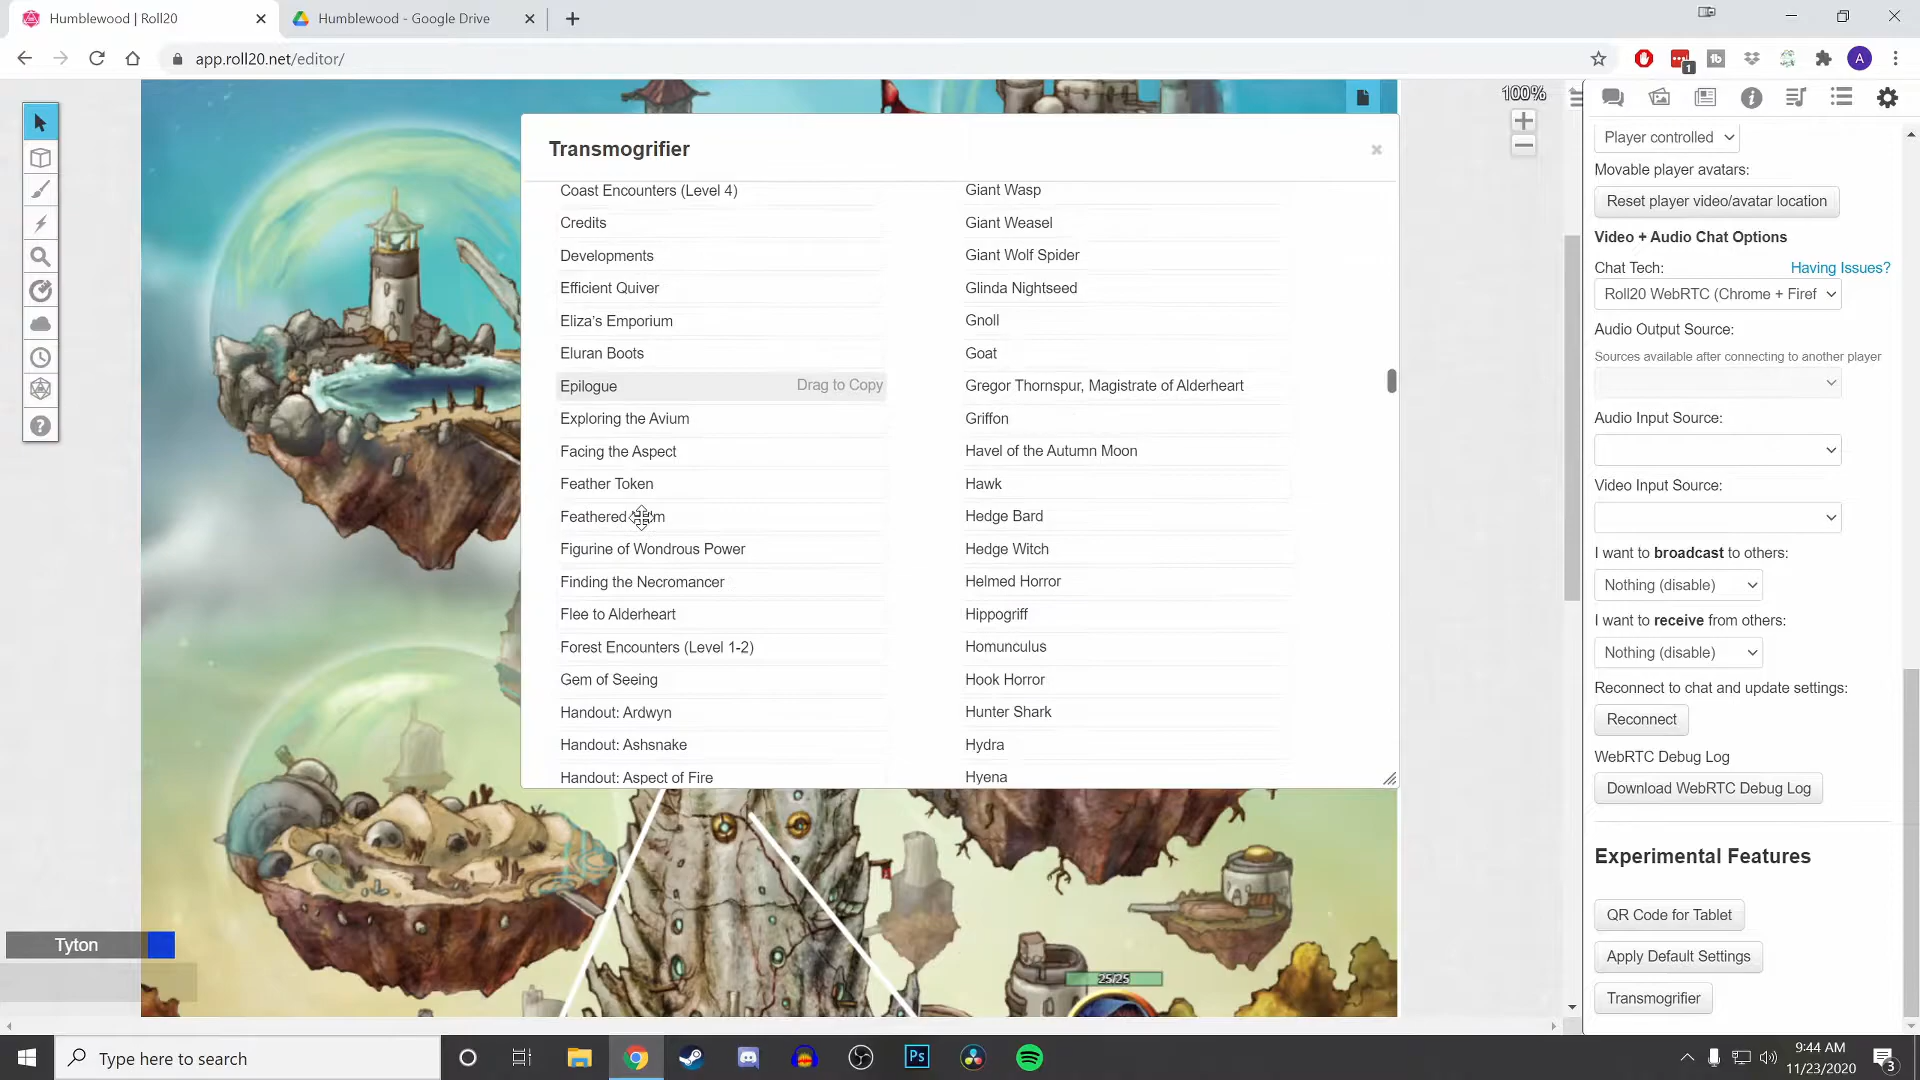 Humblewood | Roll20
Humblewood - Google Drive
app.roll20.net/editor/
1
A
100%
Transmogrifier
Coast Encounters (Level 4)
Credits
Developments
Efficient Quiver
Eliza's Emporium
Eluran Boots
Epilogue
Drag to Copy
Exploring the Avium
Facing the Aspect
Feather Token
Feathered
Figurine of Wondrous Power
Finding the Necromancer
Flee to Alderheart
Forest Encounters (Level 1-2)
Gem of Seeing
Handout: Ardwyn
Handout: Ashsnake
Handout: Aspect of Fire
Giant Wasp
Giant Weasel
Giant Wolf Spider
Glinda Nightseed
Gnoll
Goat
Gregor Thornspur, Magistrate of Alderheart
Griffon
Havel of the Autumn Moon
Hawk
Hedge Bard
Hedge Witch
Helmed Horror
Hippogriff
Homunculus
Hook Horror
Hunter Shark
Hydra
Hyena
Player controlled
Movable player avatars:
Reset player video/avatar location
Video + Audio Chat Options
Chat Tech:
Having Issues?
Roll20 WebRTC (Chrome + Firef
Audio Output Source:
Sources available after connecting to another player
Audio Input Source:
Video Input Source:
I want to broadcast to others:
Nothing (disable)
I want to receive from others:
Nothing (disable)
Reconnect to chat and update settings:
Reconnect
WebRTC Debug Log
Download WebRTC Debug Log
Experimental Features
QR Code for Tablet
Apply Default Settings
Transmogrifier
Tyton
25/25
Type here to search
9:44 AM
11/23/2020
3